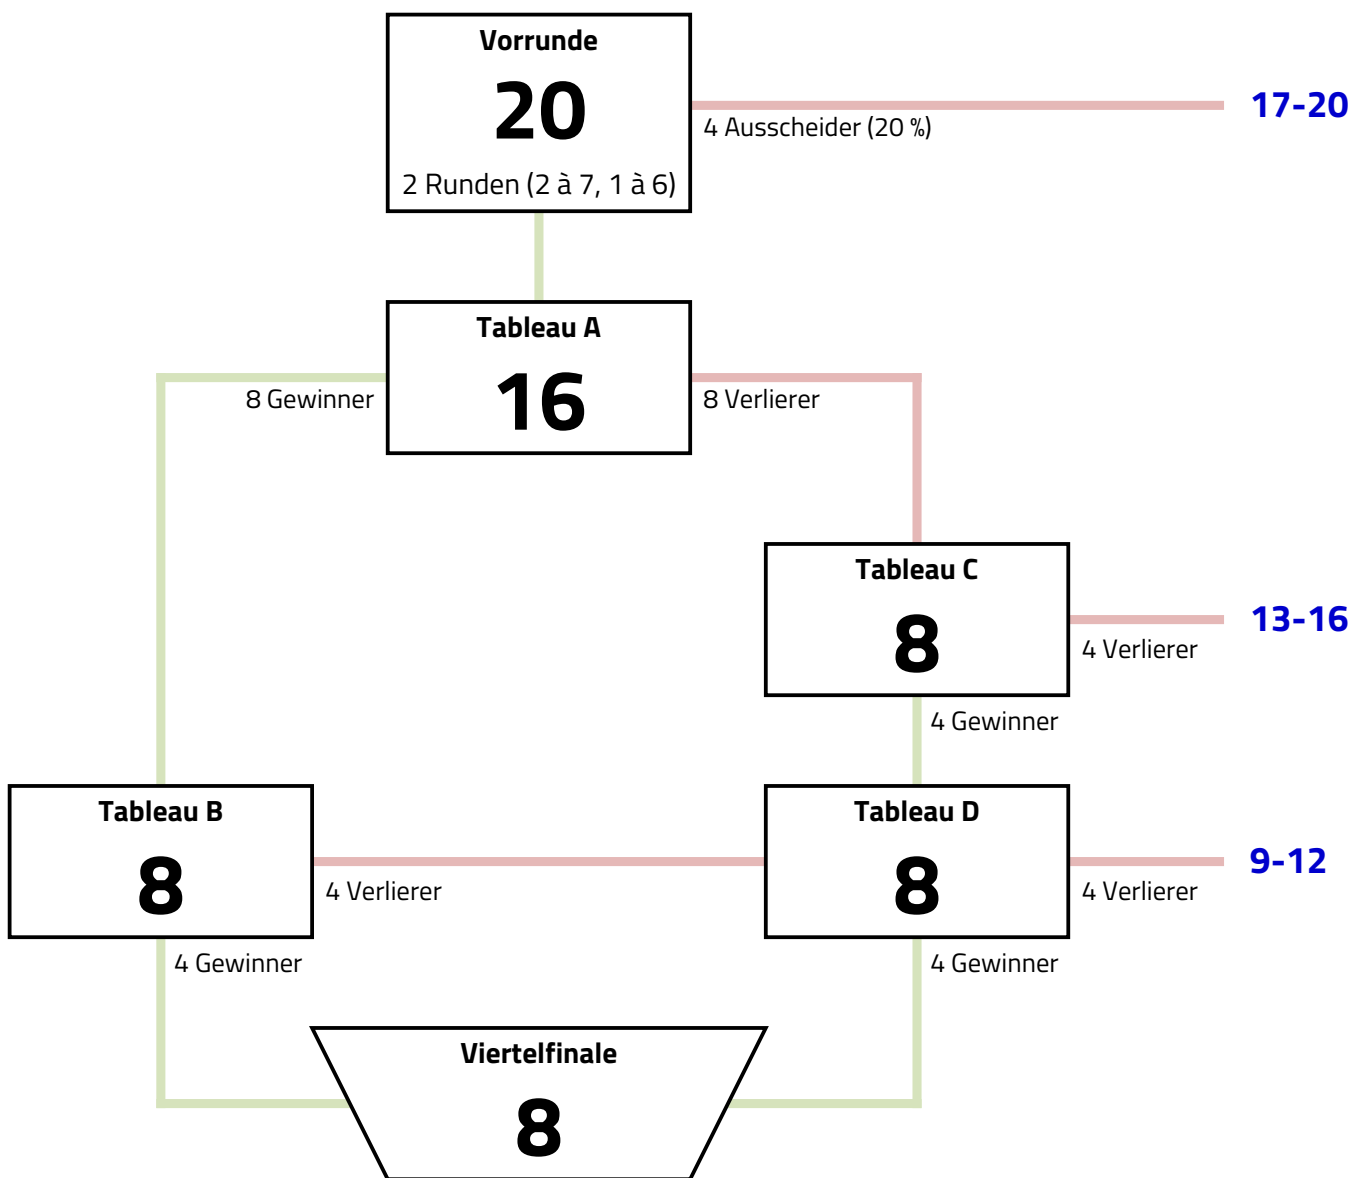 Vorrunde
20
2 Runden (2 à 7, 1 à 6)
4 Ausscheider (20 %)
17-20
Tableau A
16
8 Gewinner
8 Verlierer
Tableau C
8
4 Verlierer
13-16
4 Gewinner
Tableau B
8
4 Verlierer
4 Gewinner
Tableau D
8
4 Verlierer
9-12
4 Gewinner
Viertelfinale
8